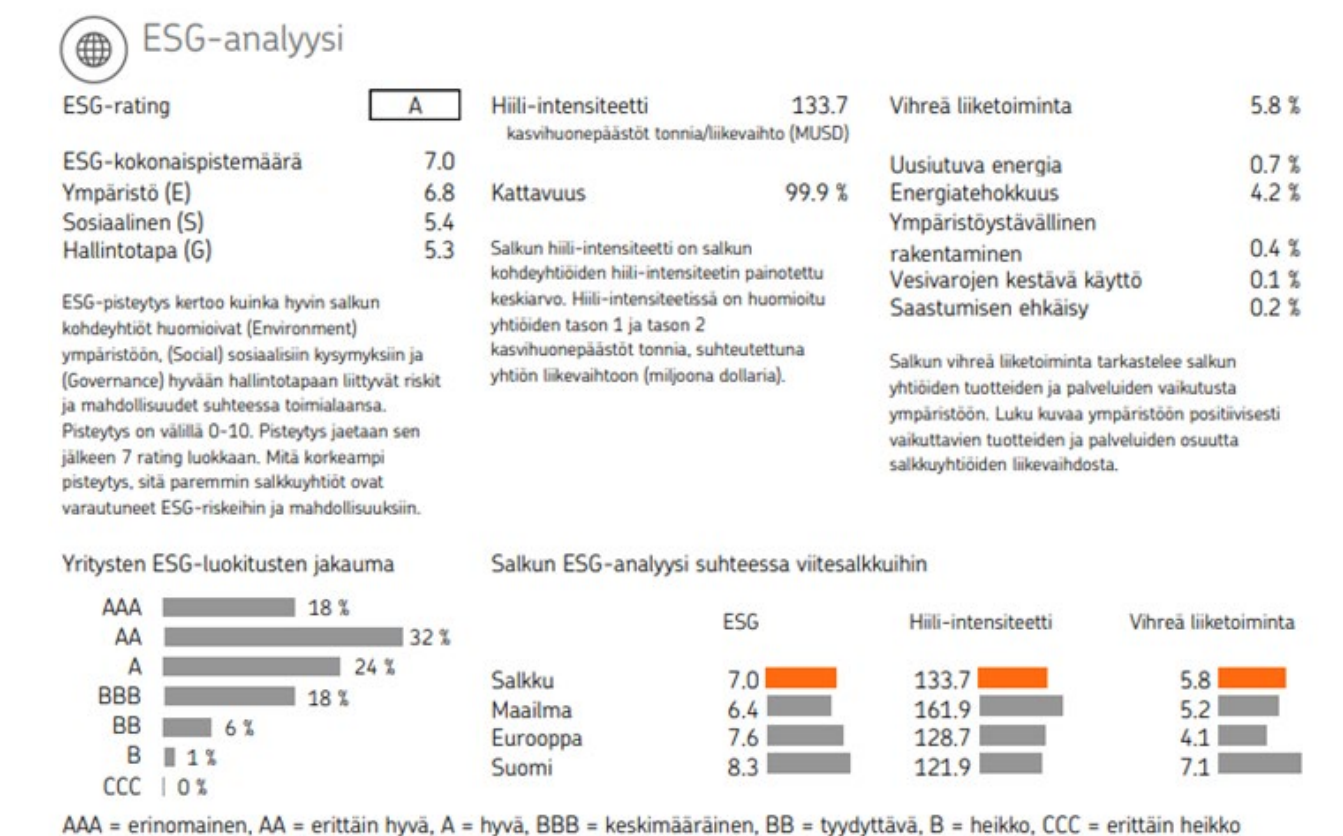 ESG-analyysi
ESG-rating A
ESG-kokonaispistemäärä 7.0
Ympäristö (E) 6.8
Sosiaalinen (S) 5.4
Hallintotapa (G) 5.3
ESG-pisteytys kertoo kuinka hyvin salkun
kohdeyhtiöt huomioivat (Environment)
ympäristöön, (Social) sosiaalisiin kysymyksiin ja
(Governance) hyvään hallintotapaan liittyvät riskit
ja mahdollisuudet suhteessa toimialaansa.
Pisteytys on välillä 0-10. Pisteytys jaetaan sen
jälkeen 7 rating luokkaan. Mitä korkeampi
pisteytys, sitä paremmin salkkuyhtiöt ovat
varautuneet ESG-riskeihin ja mahdollisuuksiin.
Hiili-intensiteetti 133.7
kasvihuonepäästöt tonnia/liikevaihto (MUSD)
Kattavuus 99.9 %
Salkun hiili-intensiteetti on salkun
kohdeyhtiöiden hiili-intensiteetin painotettu
keskiarvo. Hiili-intensiteetissä on huomioitu
yhtiöiden tason 1 ja tason 2
kasvihuonepäästöt tonnia, suhteutettuna
yhtiön liikevaihtoon (miljoona dollaria).
Vihreä liiketoiminta 5.8 %
Uusiutuva energia 0.7 %
Energiatehokkuus 4.2 %
Ympäristöystävällinen
rakentaminen 0.4 %
Vesivarojen kestävä käyttö 0.1 %
Saastumisen ehkäisy 0.2 %
Salkun vihreä liiketoiminta tarkastelee salkun
yhtiöiden tuotteiden ja palveluiden vaikutusta
ympäristöön. Luku kuvaa ympäristöön positiivisesti
vaikuttavien tuotteiden ja palveluiden osuutta
salkkuyhtiöiden liikevaihdosta.
Yritysten ESG-luokitusten jakauma
AAA 18 %
AA 32 %
A 24 %
BBB 18 %
BB 6 %
B 1 %
CCC 0 %
Salkun ESG-analyysi suhteessa viitesalkkuihin
ESG Hiili-intensiteetti Vihreä liiketoiminta
Salkku 7.0 133.7 5.8
Maailma 6.4 161.9 5.2
Eurooppa 7.6 128.7 4.1
Suomi 8.3 121.9 7.1
AAA = erinomainen, AA = erittäin hyvä, A = hyvä, BBB = keskimääräinen, BB = tyydyttävä, B = heikko, CCC = erittäin heikko